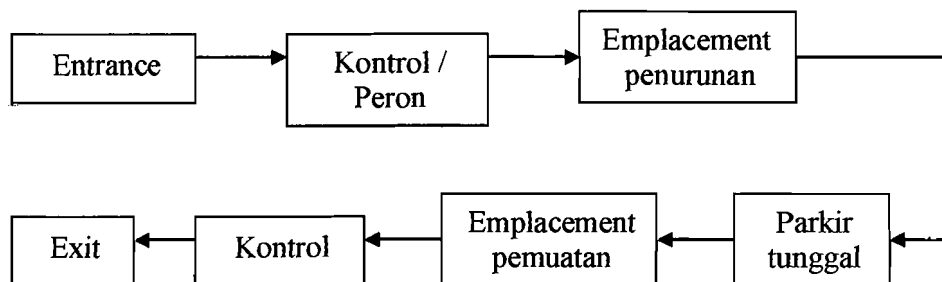 Entrance
Kontrol /
Peron
Emplacement
penurunan
Exit
Kontrol
Emplacement
pemuatan
Parkir
tunggal